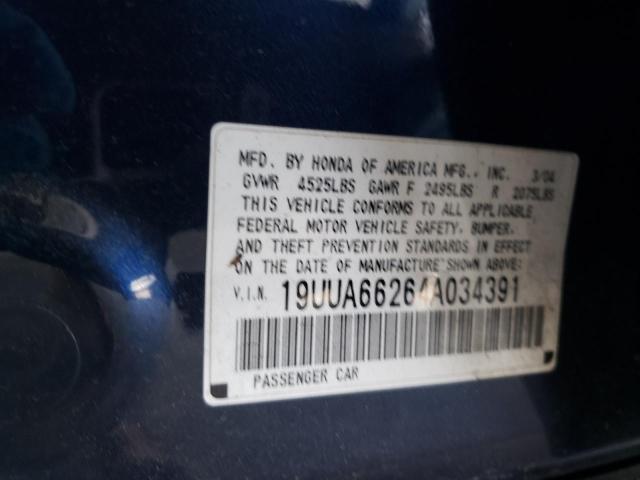 MFD. BY HONDA OF AMERICA MFG., INC. 3/04
GVWR 4525LBS GAWR F 2495LBS R 2075LBS
THIS VEHICLE CONFORMS TO ALL APPLICABLE
FEDERAL MOTOR VEHICLE SAFETY, BUMPER,
AND THEFT PREVENTION STANDARDS IN EFFECT
ON THE DATE OF MANUFACTURE SHOWN ABOVE:
V.I.N. 19UUA66264A034391
PASSENGER CAR